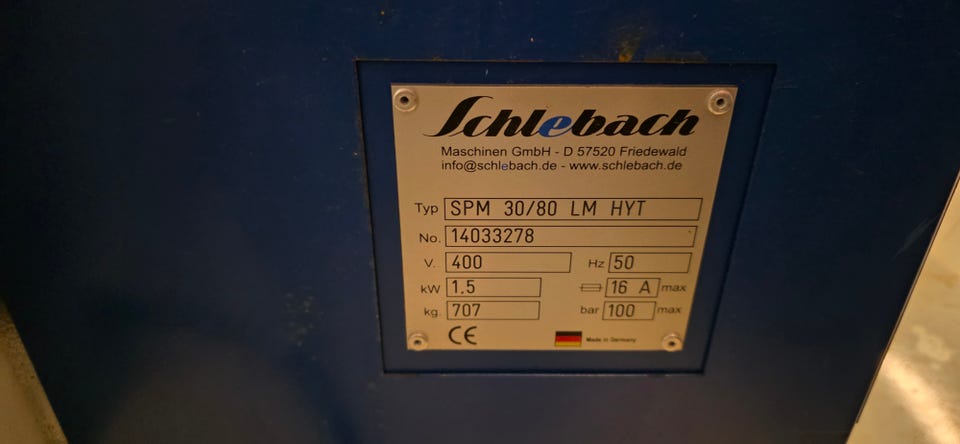 Schlebach
Maschinen GmbH - D 57520 Friedewald
info@schlebach.de - www.schlebach.de
Typ SPM 30/80 LM HYT
No. 14033278
V. 400 Hz 50
kW 1.5 16 A max
kg. 707 bar 100 max
CE Made in Germany